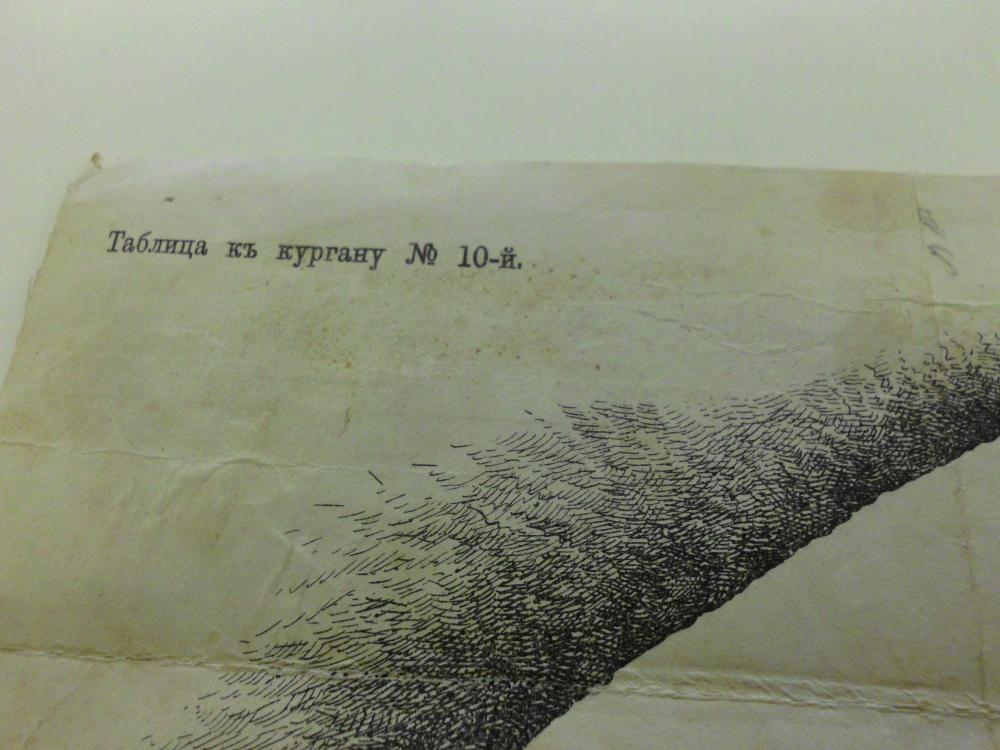 Таблица къ кургану № 10-й.